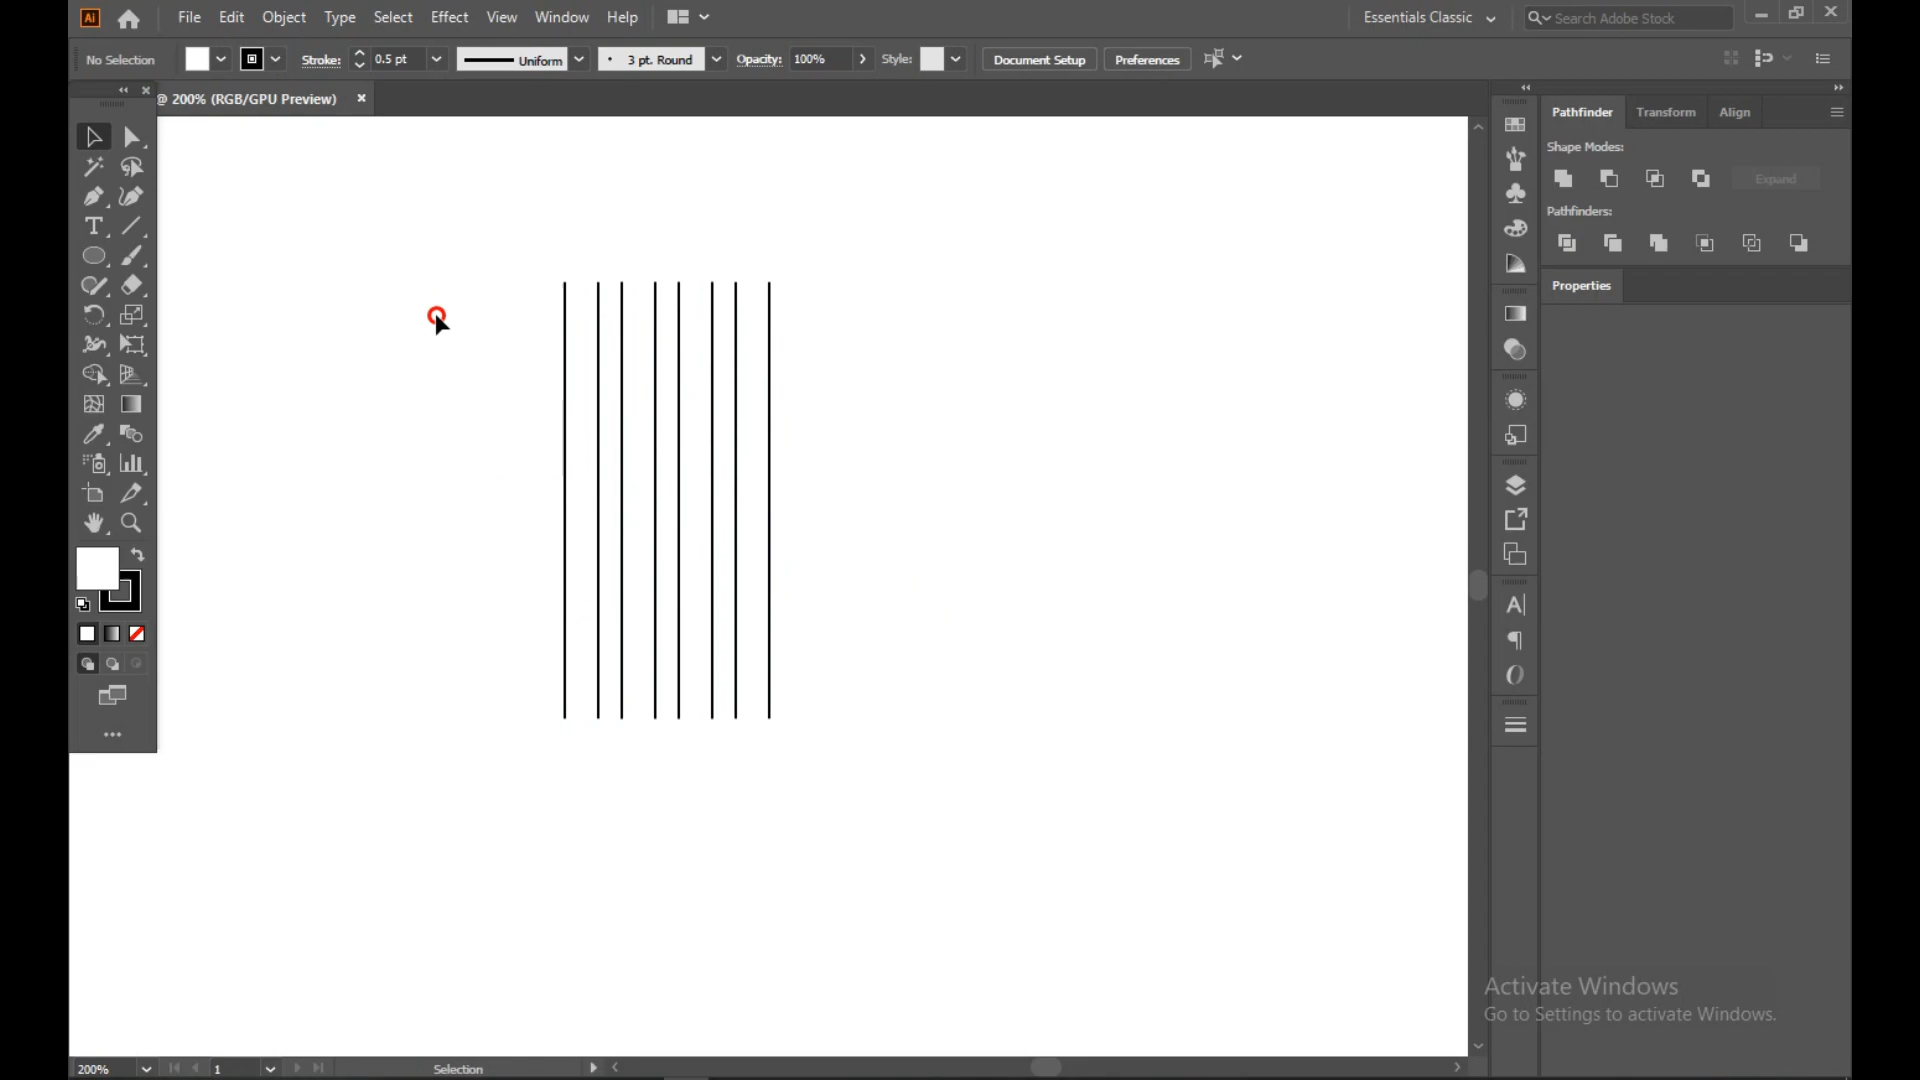 Ai File Edit Object Type Select Effect View Window Help Essentials Classic Search Adobe Stock
No Selection Stroke: 0.5 pt Uniform 3 pt. Round Opacity: 100% Style: Document Setup Preferences
@ 200% (RGB/GPU Preview)
Pathfinder Transform Align
Shape Modes:
Expand
Pathfinders:
Properties
Activate Windows
Go to Settings to activate Windows.
200% 1 Selection